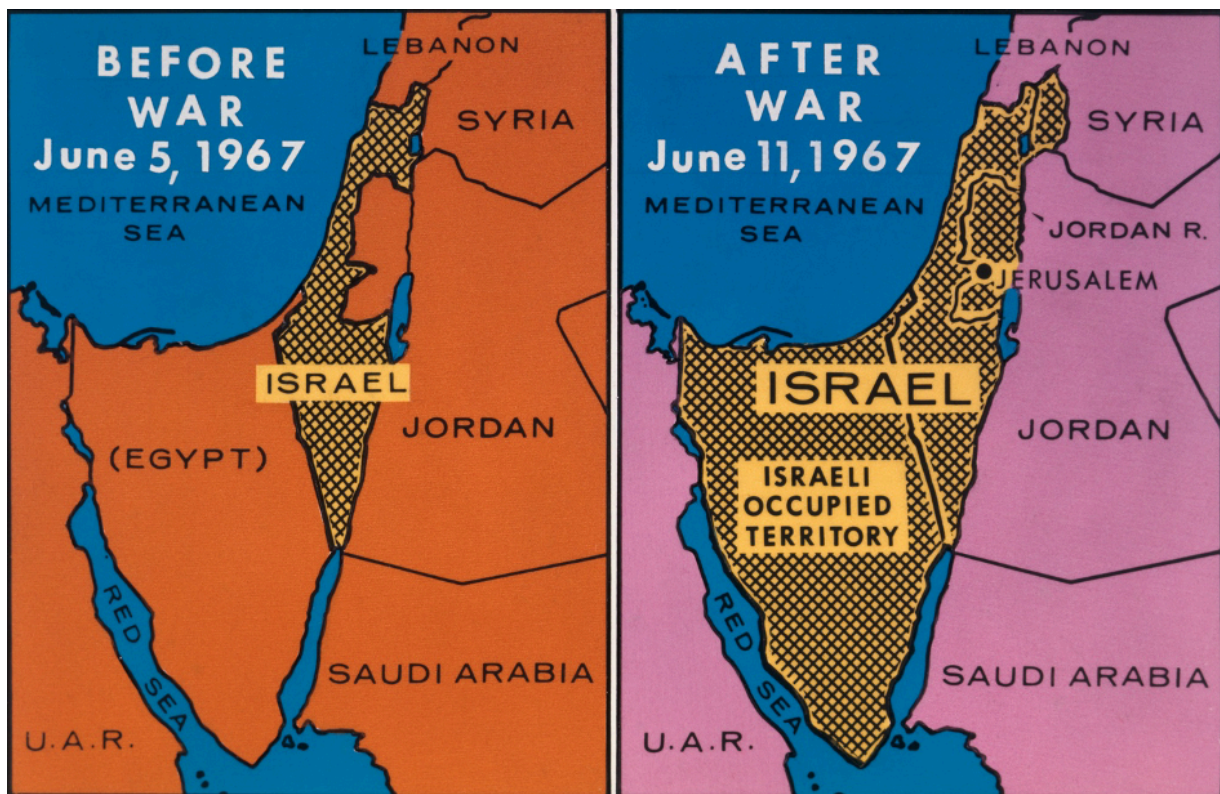 BEFORE
WAR
June 5, 1967
LEBANON
SYRIA
MEDITERRANEAN
SEA
ISRAEL
(EGYPT)
JORDAN
RED
SEA
SAUDI ARABIA
U.A.R.
AFTER
WAR
June 11, 1967
LEBANON
SYRIA
MEDITERRANEAN
SEA
JORDAN R.
JERUSALEM
ISRAEL
JORDAN
ISRAELI
OCCUPIED
TERRITORY
RED
SEA
SAUDI ARABIA
U.A.R.